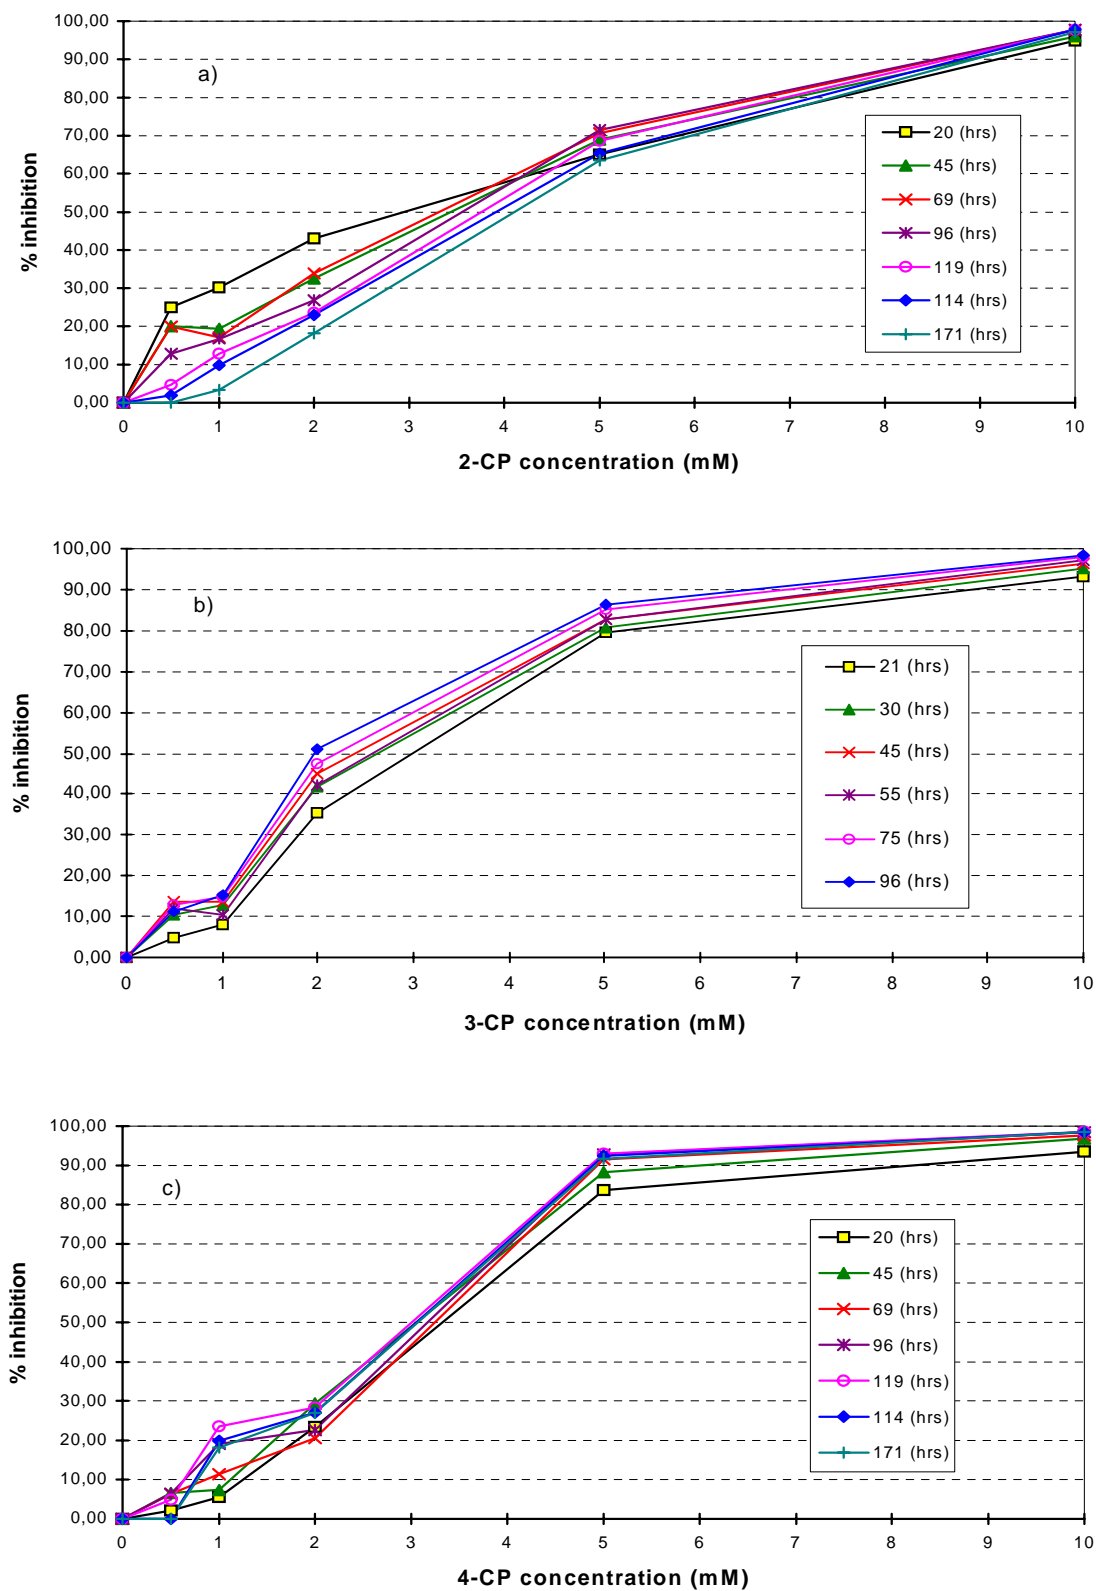 100,00
90,00
80,00
70,00
60,00
50,00
40,00
30,00
20,00
10,00
0,00
% inhibition
a)
20 (hrs)
45 (hrs)
69 (hrs)
96 (hrs)
119 (hrs)
114 (hrs)
171 (hrs)
0 1 2 3 4 5 6 7 8 9 10
2-CP concentration (mM)
100,00
90,00
80,00
70,00
60,00
50,00
40,00
30,00
20,00
10,00
0,00
% inhibition
b)
21 (hrs)
30 (hrs)
45 (hrs)
55 (hrs)
75 (hrs)
96 (hrs)
0 1 2 3 4 5 6 7 8 9 10
3-CP concentration (mM)
100,00
90,00
80,00
70,00
60,00
50,00
40,00
30,00
20,00
10,00
0,00
% inhibition
c)
20 (hrs)
45 (hrs)
69 (hrs)
96 (hrs)
119 (hrs)
114 (hrs)
171 (hrs)
0 1 2 3 4 5 6 7 8 9 10
4-CP concentration (mM)